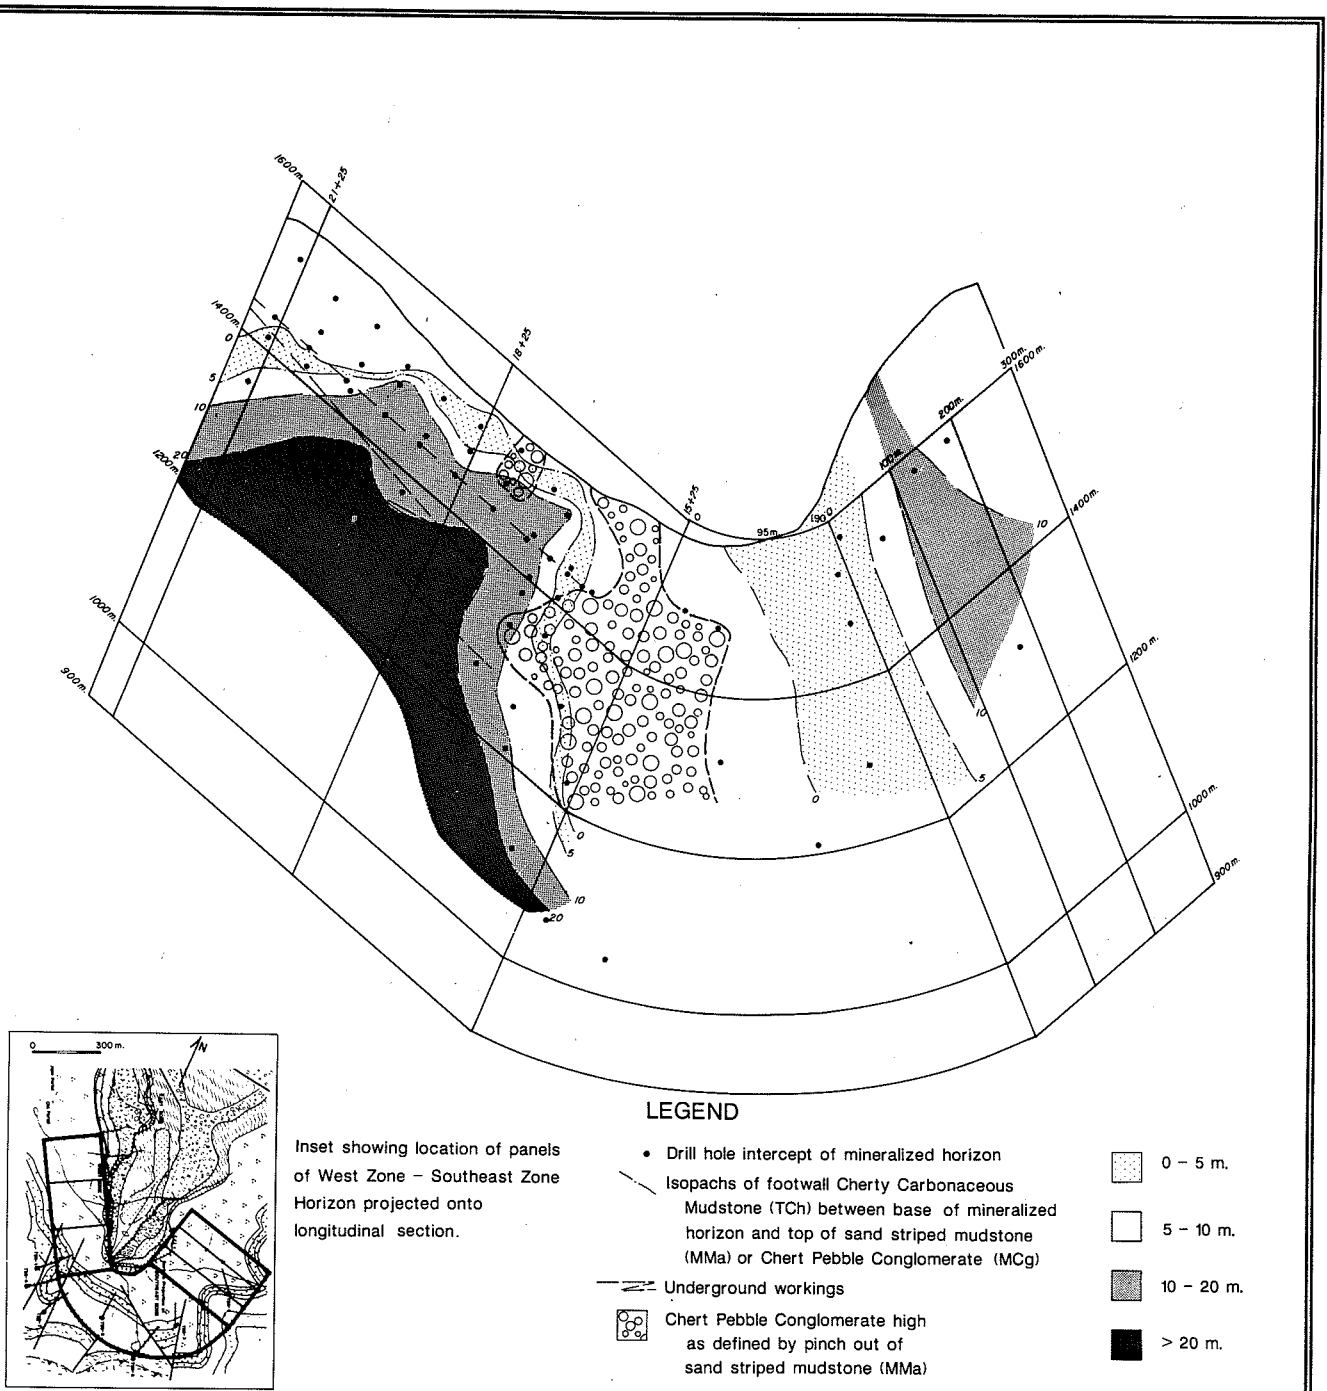 1600m.
21+25
1400m.
0
5
10
20
1200m.
18+25
1000m.
900m.
15+25
0
95m.
190
0
100m.
200m.
300m.
1600m.
10
1400m.
1200m.
10
5
0
1000m.
900m.
0
5
10
20
0 300 m.
N
Inset showing location of panels
of West Zone – Southeast Zone
Horizon projected onto
longitudinal section.
LEGEND
Drill hole intercept of mineralized horizon
Isopachs of footwall Cherty Carbonaceous
Mudstone (TCh) between base of mineralized
horizon and top of sand striped mudstone
(MMa) or Chert Pebble Conglomerate (MCg)
Underground workings
Chert Pebble Conglomerate high
as defined by pinch out of
sand striped mudstone (MMa)
0 – 5 m.
5 – 10 m.
10 – 20 m.
> 20 m.